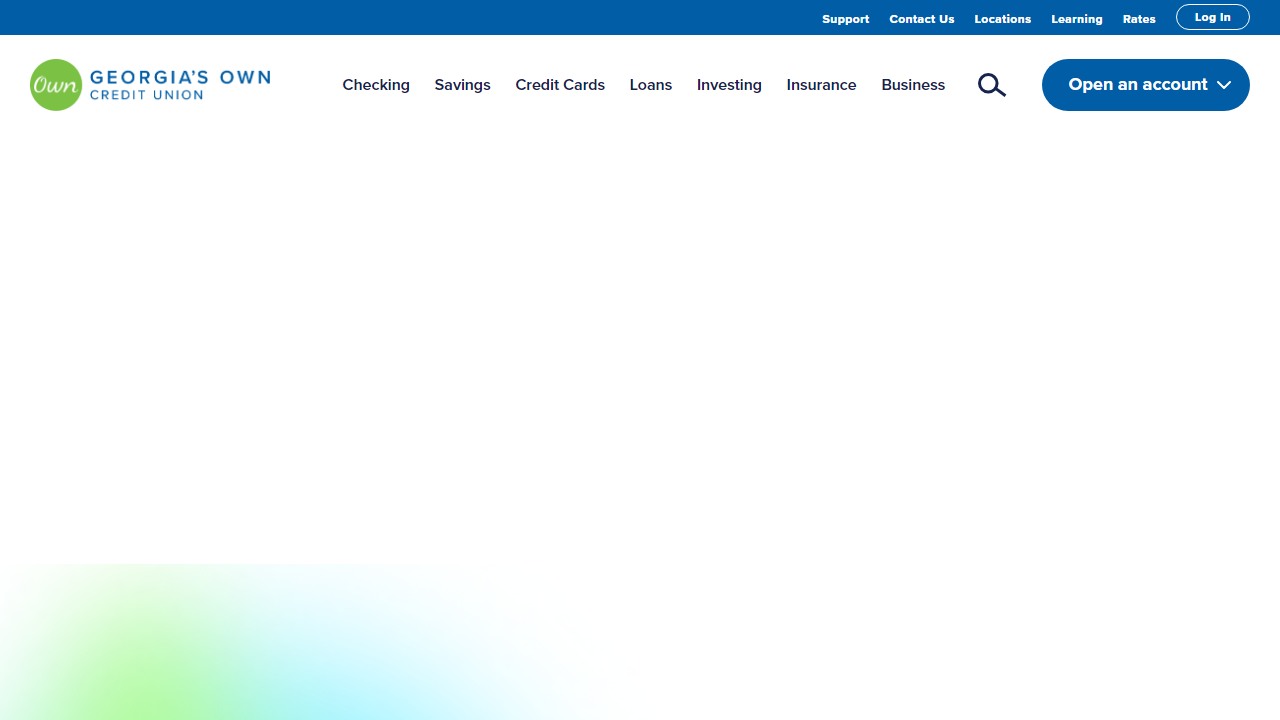 Support Contact Us Locations Learning Rates Log In
Own GEORGIA'S OWN
CREDIT UNION
Checking Savings Credit Cards Loans Investing Insurance Business
Open an account